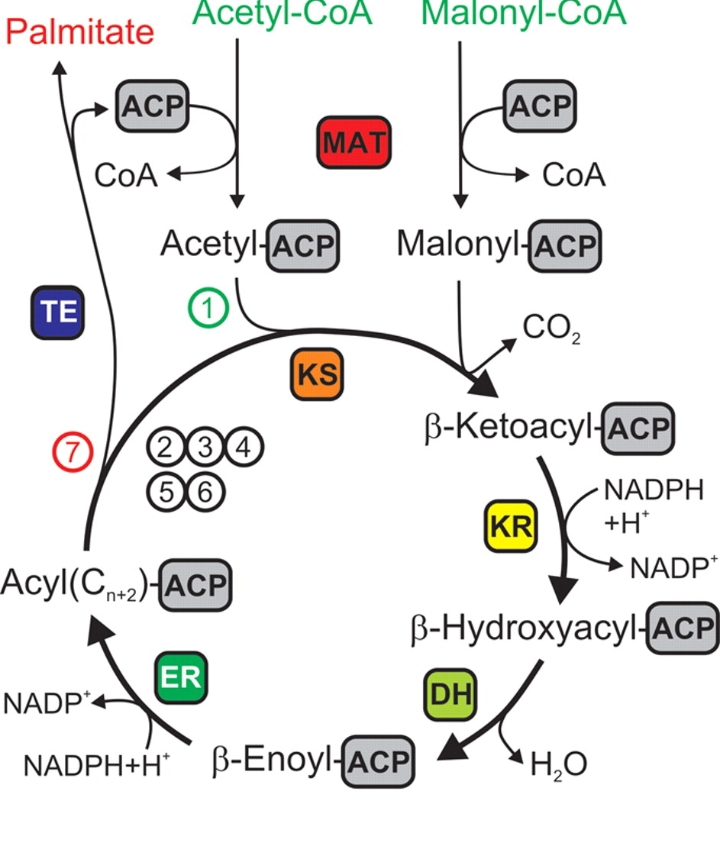 Acetyl-CoA Malonyl-CoA
Palmitate
ACP ACP
MAT
CoA CoA
Acetyl-ACP Malonyl-ACP
TE 1
CO₂
KS
β-Ketoacyl-ACP
7 2 3 4
5 6
NADPH
+H⁺
KR
NADP⁺
Acyl(Cₙ₊₂)-ACP
β-Hydroxyacyl-ACP
ER
DH
NADP⁺
NADPH+H⁺
β-Enoyl-ACP
H₂O